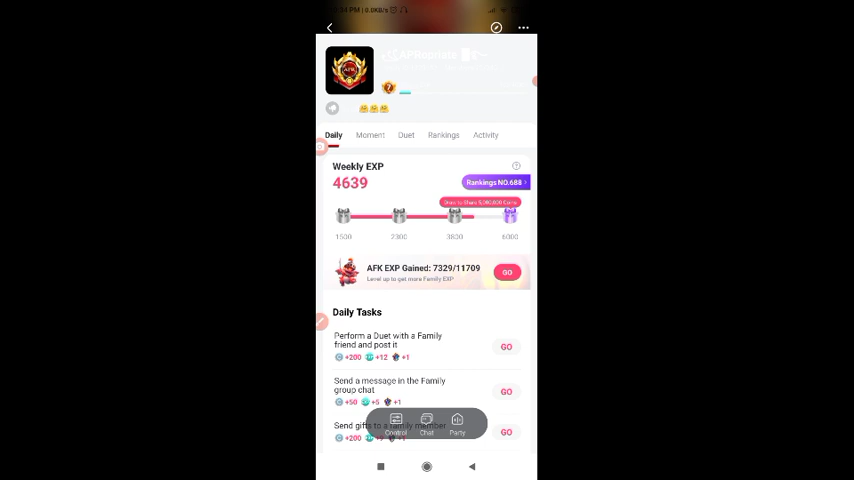 Daily Moment Duet Rankings Activity
Weekly EXP
4639
Rankings NO.688 >
1500 2300 3800 6000
AFK EXP Gained: 7329/11709
GO
Level up to get more Family EXP
Daily Tasks
Perform a Duet with a Family
friend and post it
GO
+200 +12 +1
Send a message in the Family
group chat
GO
+50 +5 +1
Send gifts to a family member
GO
+200
Control Chat Party